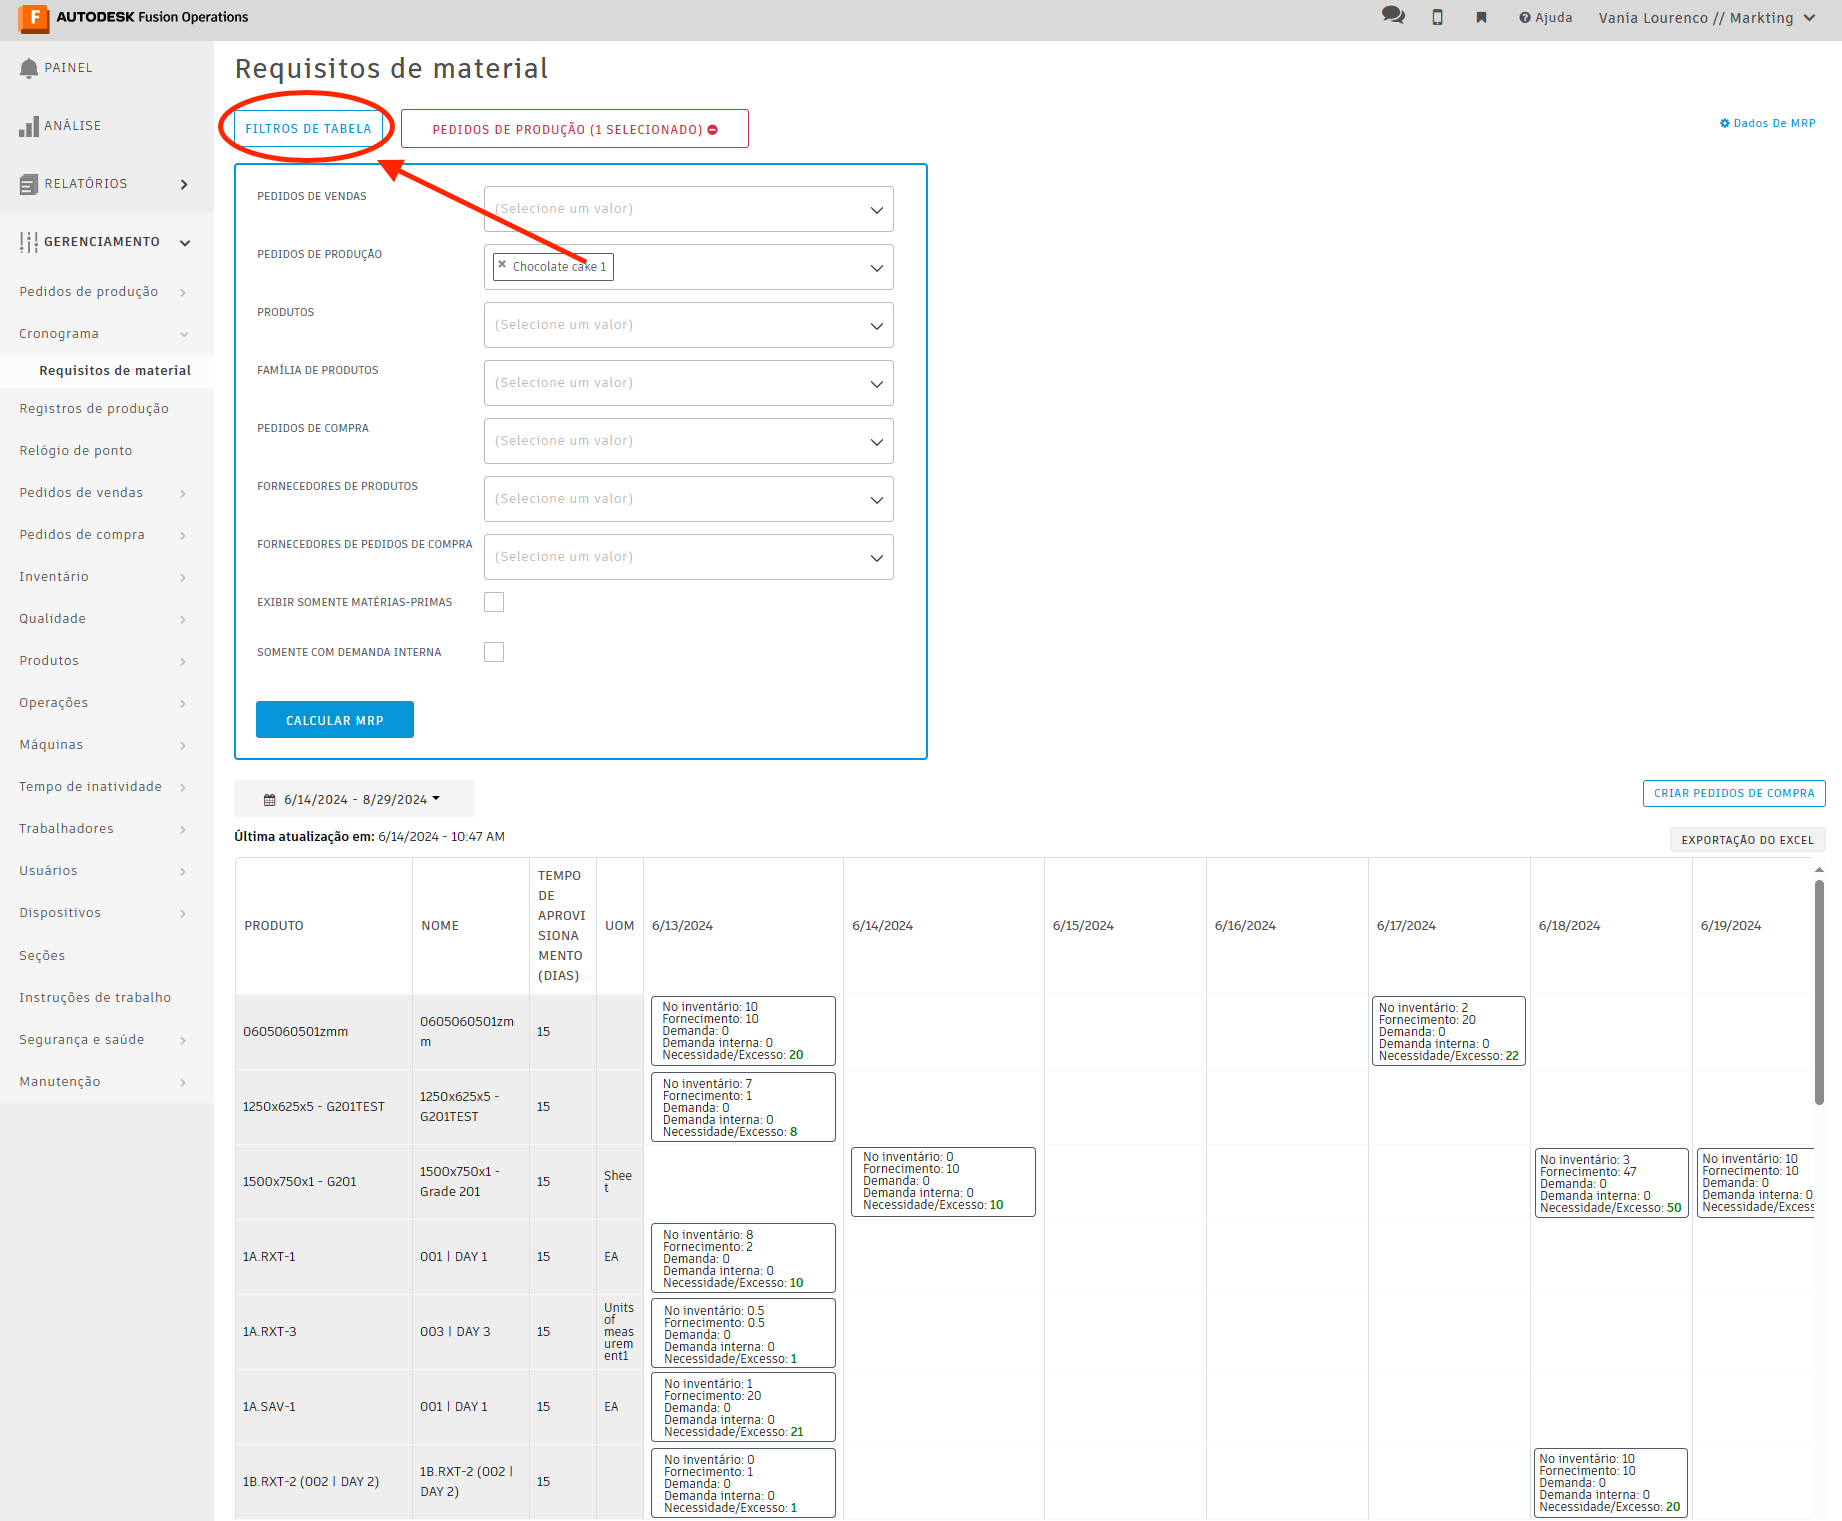 F AUTODESK Fusion Operations
Ajuda
Vania Lourenco // Markting
PAINEL
ANÁLISE
RELATÓRIOS
GERENCIAMENTO
Pedidos de produção
Cronograma
Requisitos de material
Registros de produção
Relógio de ponto
Pedidos de vendas
Pedidos de compra
Inventário
Qualidade
Produtos
Operações
Máquinas
Tempo de inatividade
Trabalhadores
Usuários
Dispositivos
Seções
Instruções de trabalho
Segurança e saúde
Manutenção
Requisitos de material
FILTROS DE TABELA
PEDIDOS DE PRODUÇÃO (1 SELECIONADO)
Dados De MRP
PEDIDOS DE VENDAS
(Selecione um valor)
PEDIDOS DE PRODUÇÃO
× Chocolate cake 1
PRODUTOS
(Selecione um valor)
FAMÍLIA DE PRODUTOS
(Selecione um valor)
PEDIDOS DE COMPRA
(Selecione um valor)
FORNECEDORES DE PRODUTOS
(Selecione um valor)
FORNECEDORES DE PEDIDOS DE COMPRA
(Selecione um valor)
EXIBIR SOMENTE MATÉRIAS-PRIMAS
SOMENTE COM DEMANDA INTERNA
CALCULAR MRP
6/14/2024 - 8/29/2024
CRIAR PEDIDOS DE COMPRA
Última atualização em: 6/14/2024 - 10:47 AM
EXPORTAÇÃO DO EXCEL
PRODUTO
NOME
TEMPO
DE
APROVI
SIONA
MENTO
(DIAS)
UOM
6/13/2024
6/14/2024
6/15/2024
6/16/2024
6/17/2024
6/18/2024
6/19/2024
0605060501zmm
0605060501zm
m
15
No inventário: 10
Fornecimento: 10
Demanda: 0
Demanda interna: 0
Necessidade/Excesso: 20
No inventário: 2
Fornecimento: 20
Demanda: 0
Demanda interna: 0
Necessidade/Excesso: 22
1250x625x5 - G201TEST
1250x625x5 -
G201TEST
15
No inventário: 7
Fornecimento: 1
Demanda: 0
Demanda interna: 0
Necessidade/Excesso: 8
1500x750x1 - G201
1500x750x1 -
Grade 201
15
Shee
t
No inventário: 0
Fornecimento: 10
Demanda: 0
Demanda interna: 0
Necessidade/Excesso: 10
No inventário: 3
Fornecimento: 47
Demanda: 0
Demanda interna: 0
Necessidade/Excesso: 50
No inventário: 10
Fornecimento: 10
Demanda: 0
Demanda interna: 0
Necessidade/Excess
1A.RXT-1
001 | DAY 1
15
EA
No inventário: 8
Fornecimento: 2
Demanda: 0
Demanda interna: 0
Necessidade/Excesso: 10
1A.RXT-3
003 | DAY 3
15
Units
of
meas
urem
ent1
No inventário: 0.5
Fornecimento: 0.5
Demanda: 0
Demanda interna: 0
Necessidade/Excesso: 1
1A.SAV-1
001 | DAY 1
15
EA
No inventário: 1
Fornecimento: 20
Demanda: 0
Demanda interna: 0
Necessidade/Excesso: 21
1B.RXT-2 (002 | DAY 2)
1B.RXT-2 (002 |
DAY 2)
15
No inventário: 0
Fornecimento: 1
Demanda: 0
Demanda interna: 0
Necessidade/Excesso: 1
No inventário: 10
Fornecimento: 10
Demanda: 0
Demanda interna: 0
Necessidade/Excesso: 20